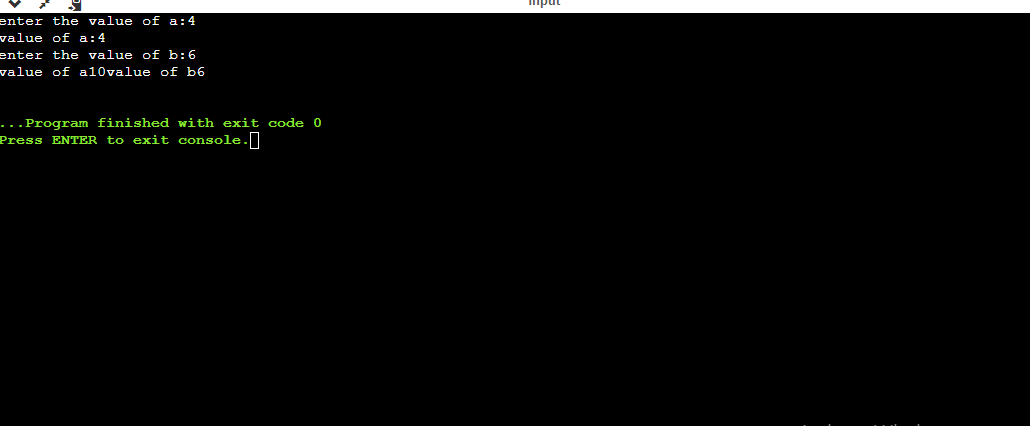 input
enter the value of a:4
value of a:4
enter the value of b:6
value of a10value of b6
...Program finished with exit code 0
Press ENTER to exit console.